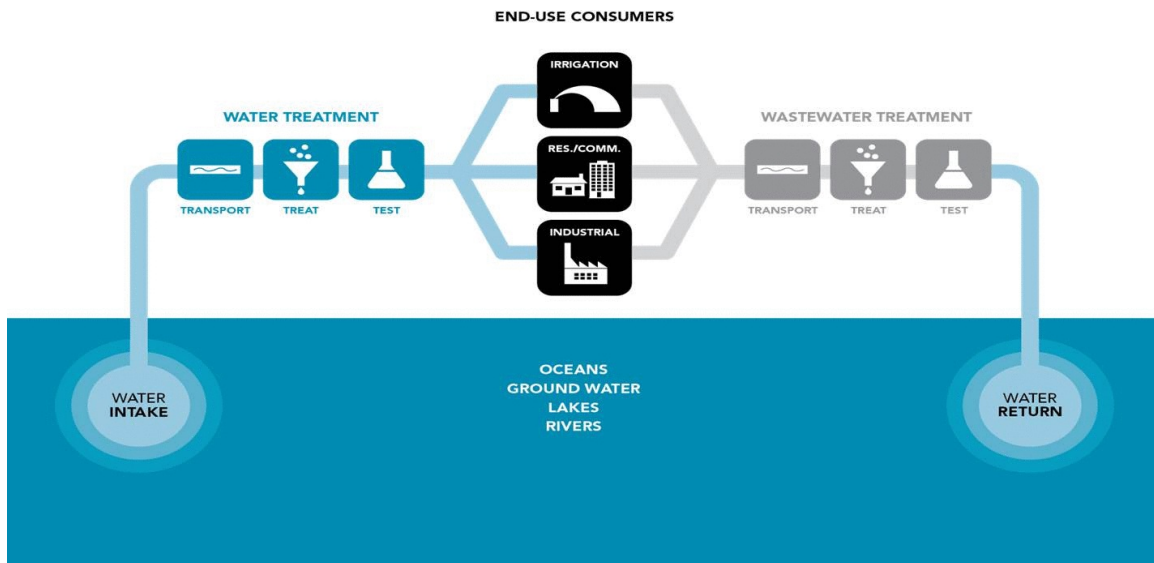 END-USE CONSUMERS
IRRIGATION
WATER TREATMENT
WASTEWATER TREATMENT
RES./COMM.
TRANSPORT
TREAT
TEST
TRANSPORT
TREAT
TEST
INDUSTRIAL
OCEANS
GROUND WATER
LAKES
RIVERS
WATER
INTAKE
WATER
RETURN